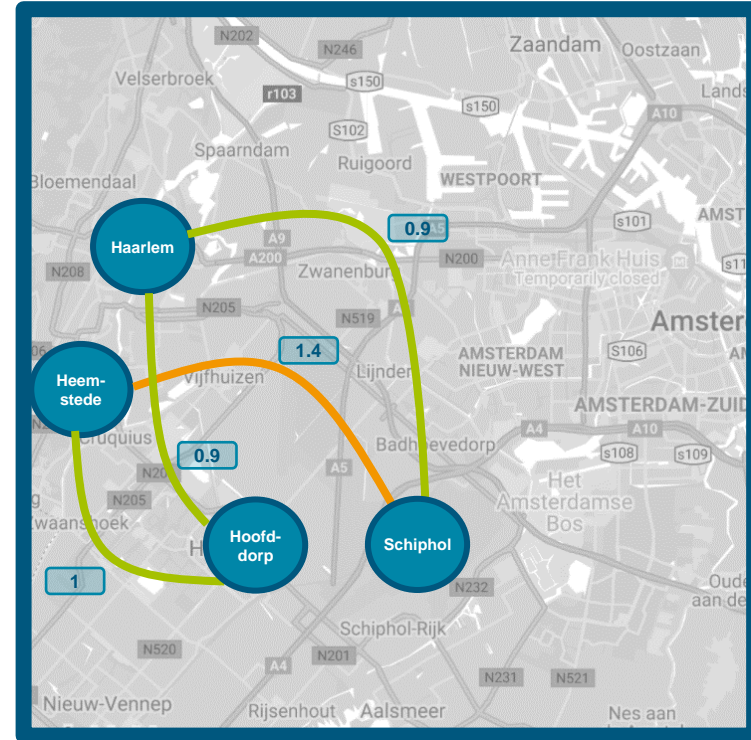 N202
N246
Zaandam
Oostzaan
Velserbroek
s150
r103
s150
Lands
A10
S102
Spaarndam
Ruigoord
WESTPOORT
Bloemendaal
AMST
s101
Haarlem
0.9
A5
A9
A200
N200
Anne Frank Huis
Temporarily closed
s11
N208
Zwanenburg
N205
N519
A9
Amster
1.4
S106
AMSTERDAM
NIEUW-WEST
Heem-
stede
Vijfhuizen
Lijnden
AMSTERDAM-ZUID
A4
A10
Cruquius
Badhoevedorp
s108
s109
0.9
A5
N205
Het
Amsterdamse
Bos
Zwaanshoek
Hoofd-
dorp
Schiphol
H
1
N232
Oude
aan de
Schiphol-Rijk
N520
N201
A4
N231
N521
Nieuw-Vennep
Rijsenhout
Aalsmeer
Nes aan